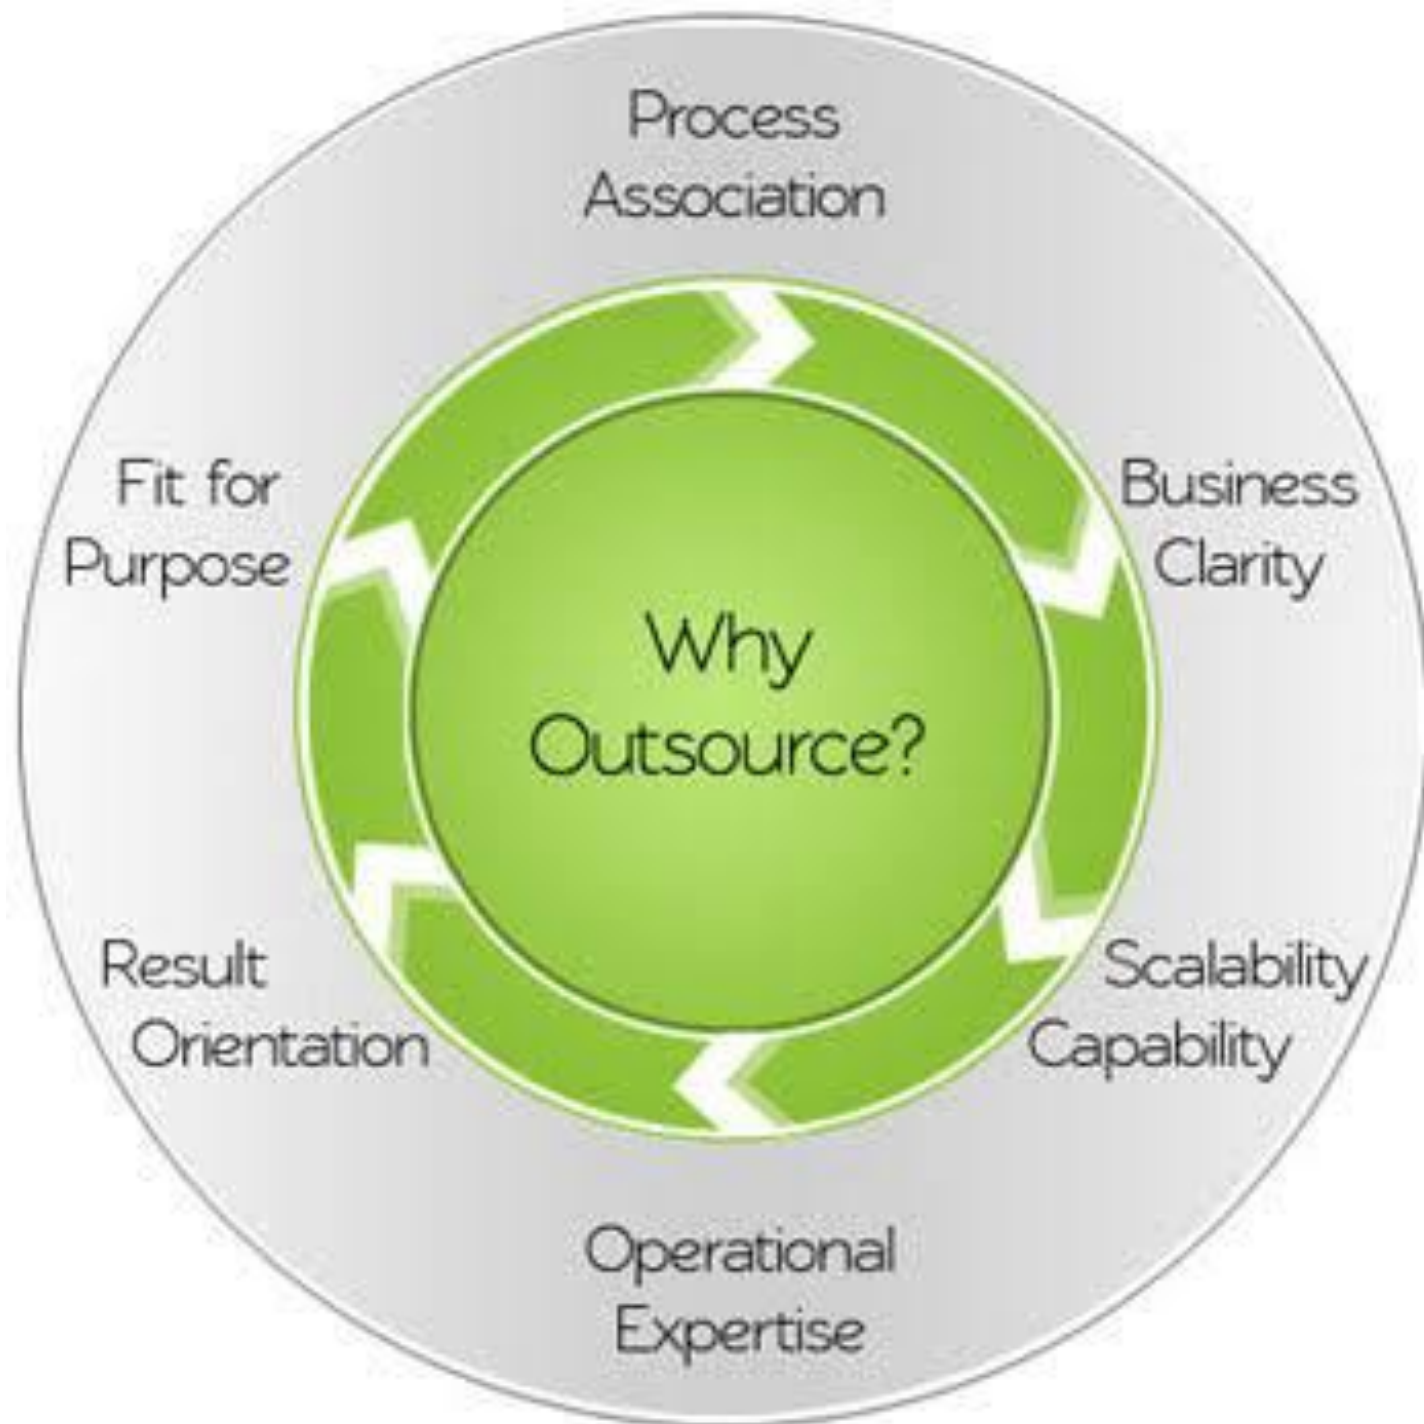 Process
Association
Business
Clarity
Scalability
Capability
Operational
Expertise
Result
Orientation
Fit for
Purpose
Why
Outsource?